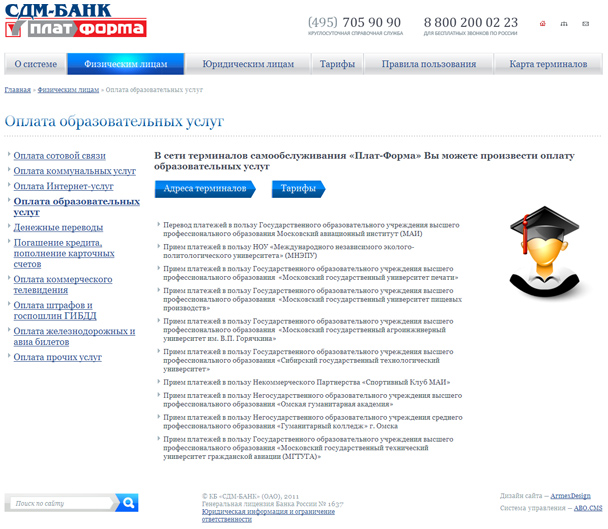 СДМ-БАНК
ПЛАТ ФОРМА
(495) 705 90 90
КРУГЛОСУТОЧНАЯ СПРАВОЧНАЯ СЛУЖБА
8 800 200 02 23
ДЛЯ БЕСПЛАТНЫХ ЗВОНКОВ ПО РОССИИ
О системе
Физическим лицам
Юридическим лицам
Тарифы
Правила пользования
Карта терминалов
Главная » Физическим лицам » Оплата образовательных услуг
Оплата образовательных услуг
Оплата сотовой связи
Оплата коммунальных услуг
Оплата Интернет-услуг
Оплата образовательных
услуг
Денежные переводы
Погашение кредита,
пополнение карточных
счетов
Оплата коммерческого
телевидения
Оплата штрафов и
госпошлин ГИБДД
Оплата железнодорожных и
авиа билетов
Оплата прочих услуг
В сети терминалов самообслуживания «Плат-Форма» Вы можете произвести оплату
образовательных услуг
Адреса терминалов
Тарифы
Перевод платежей в пользу Государственного образовательного учреждения высшего
профессионального образования Московский авиационный институт (МАИ)
Прием платежей в пользу НОУ «Международного независимого эколого-
политологического университета» (МНЭПУ)
Прием платежей в пользу Государственного образовательного учреждения высшего
профессионального образования «Московский государственный университет печати»
Прием платежей в пользу Государственного образовательного учреждения высшего
профессионального образования «Московский государственный университет пищевых
производств»
Прием платежей в пользу Государственного образовательного учреждения высшего
профессионального образования «Московский государственный агроинженерный
университет им. В.П. Горячкина»
Прием платежей в пользу Государственного образовательного учреждения высшего
профессионального образования «Сибирский государственный технологический
университет»
Прием платежей в пользу Некоммерческого Партнерства «Спортивный Клуб МАИ»
Прием платежей в пользу Негосударственного образовательного учреждения высшего
образования «Омская гуманитарная академия»
Прием платежей в пользу Негосударственного образовательного учреждения среднего
образования «Гуманитарный колледж» г. Омска
Прием платежей в пользу Государственного образовательного учреждения высшего
профессионального образования «Московский государственный технический
университет гражданской авиации (МГТУГА)»
Поиск по сайту
© КБ «СДМ-БАНК» (ОАО), 2011
Генеральная лицензия Банка России № 1637
Юридическая информация и ограничение
ответственности
Дизайн сайта — ArmexDesign
Система управления — ABO.CMS